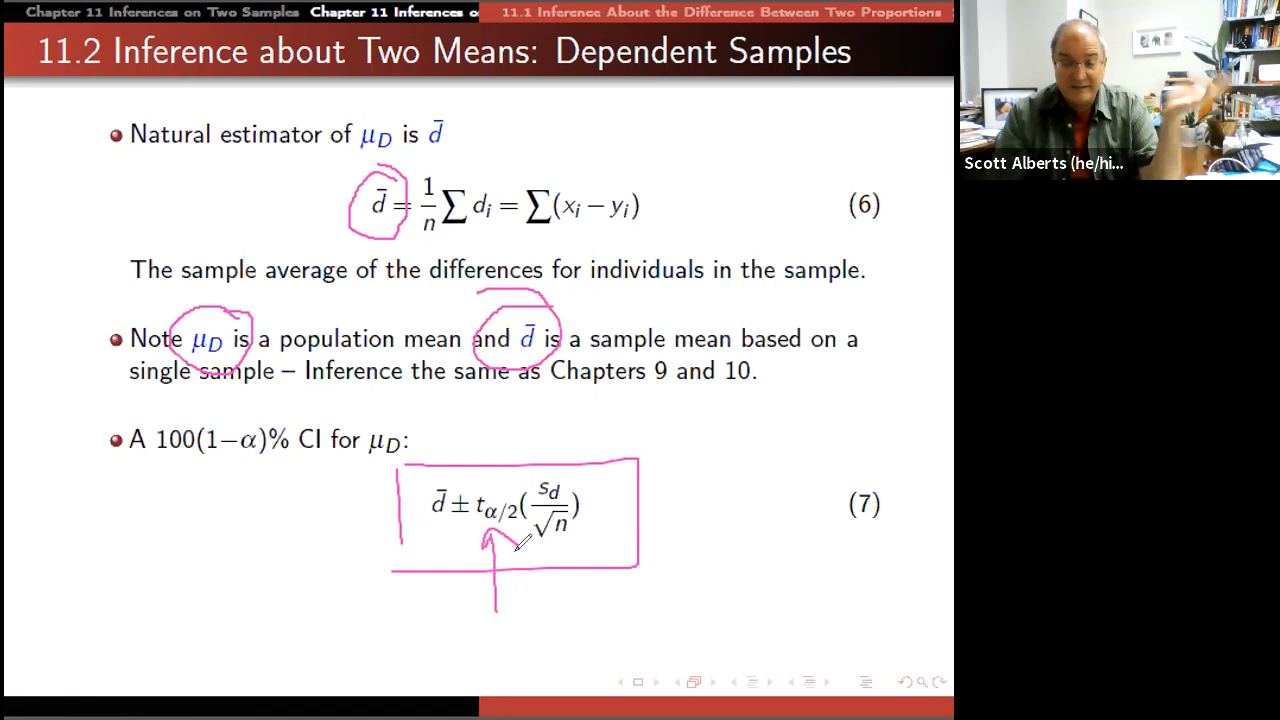 Chapter 11 Inferences on Two Samples Chapter 11 Inferences o 11.1 Inference About the Difference Between Two Proportions
11.2 Inference about Two Means: Dependent Samples
Natural estimator of μ_D is d̄
d̄ = 1/n ∑ d_i = ∑(x_i − y_i) (6)
The sample average of the differences for individuals in the sample.
Note μ_D is a population mean and d̄ is a sample mean based on a
single sample – Inference the same as Chapters 9 and 10.
A 100(1−α)% CI for μ_D:
d̄ ± t_α/2(s_d/√n) (7)
Scott Alberts (he/hi...